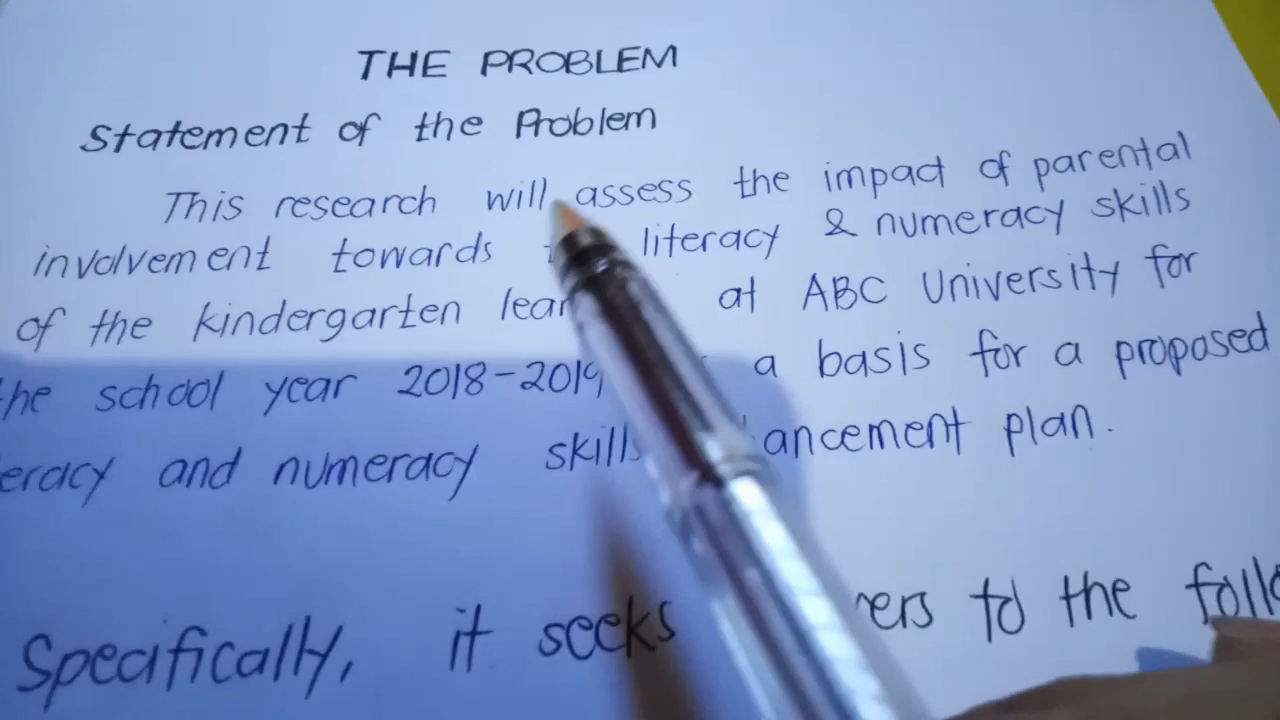 THE PROBLEM
Statement of the Problem
This research will assess the impact of parental
involvement towards literacy & numeracy skills
of the kindergarten at ABC University for
the school year 2018-2019 a basis for a proposed
and numeracy skills plan.
Specifically, it seeks to the